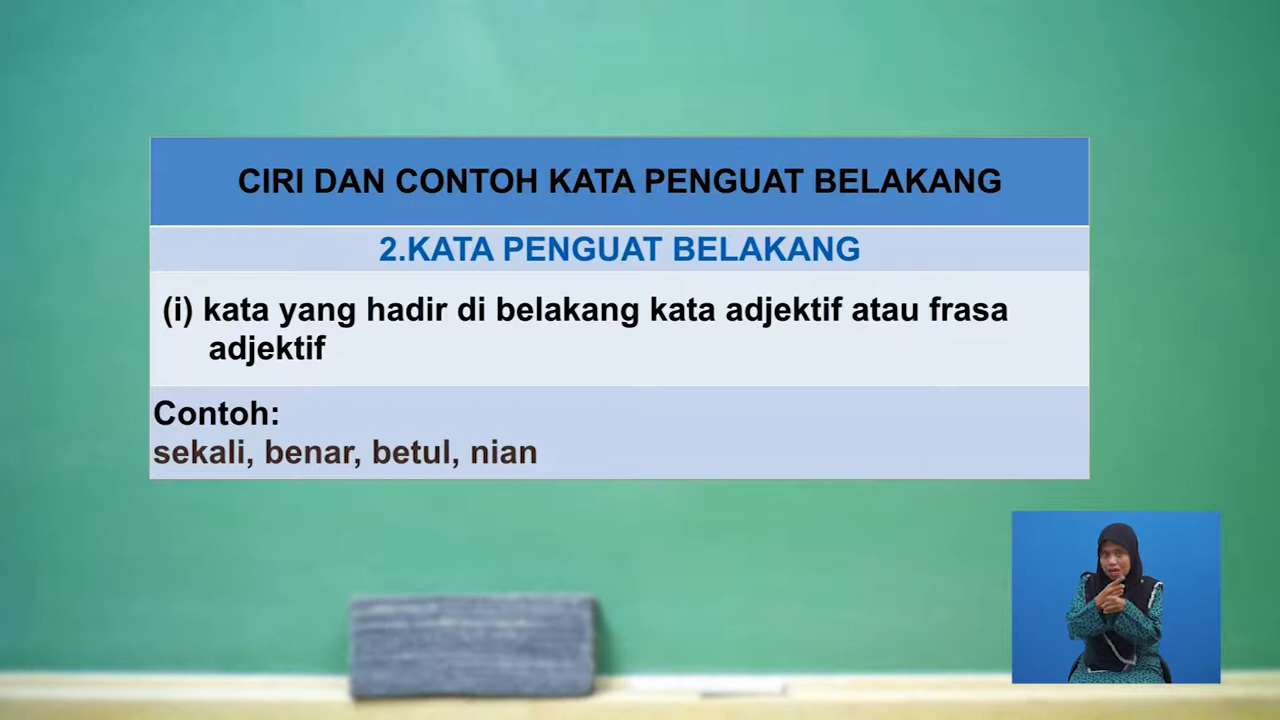 CIRI DAN CONTOH KATA PENGUAT BELAKANG
2.KATA PENGUAT BELAKANG
(i) kata yang hadir di belakang kata adjektif atau frasa
adjektif
Contoh:
sekali, benar, betul, nian